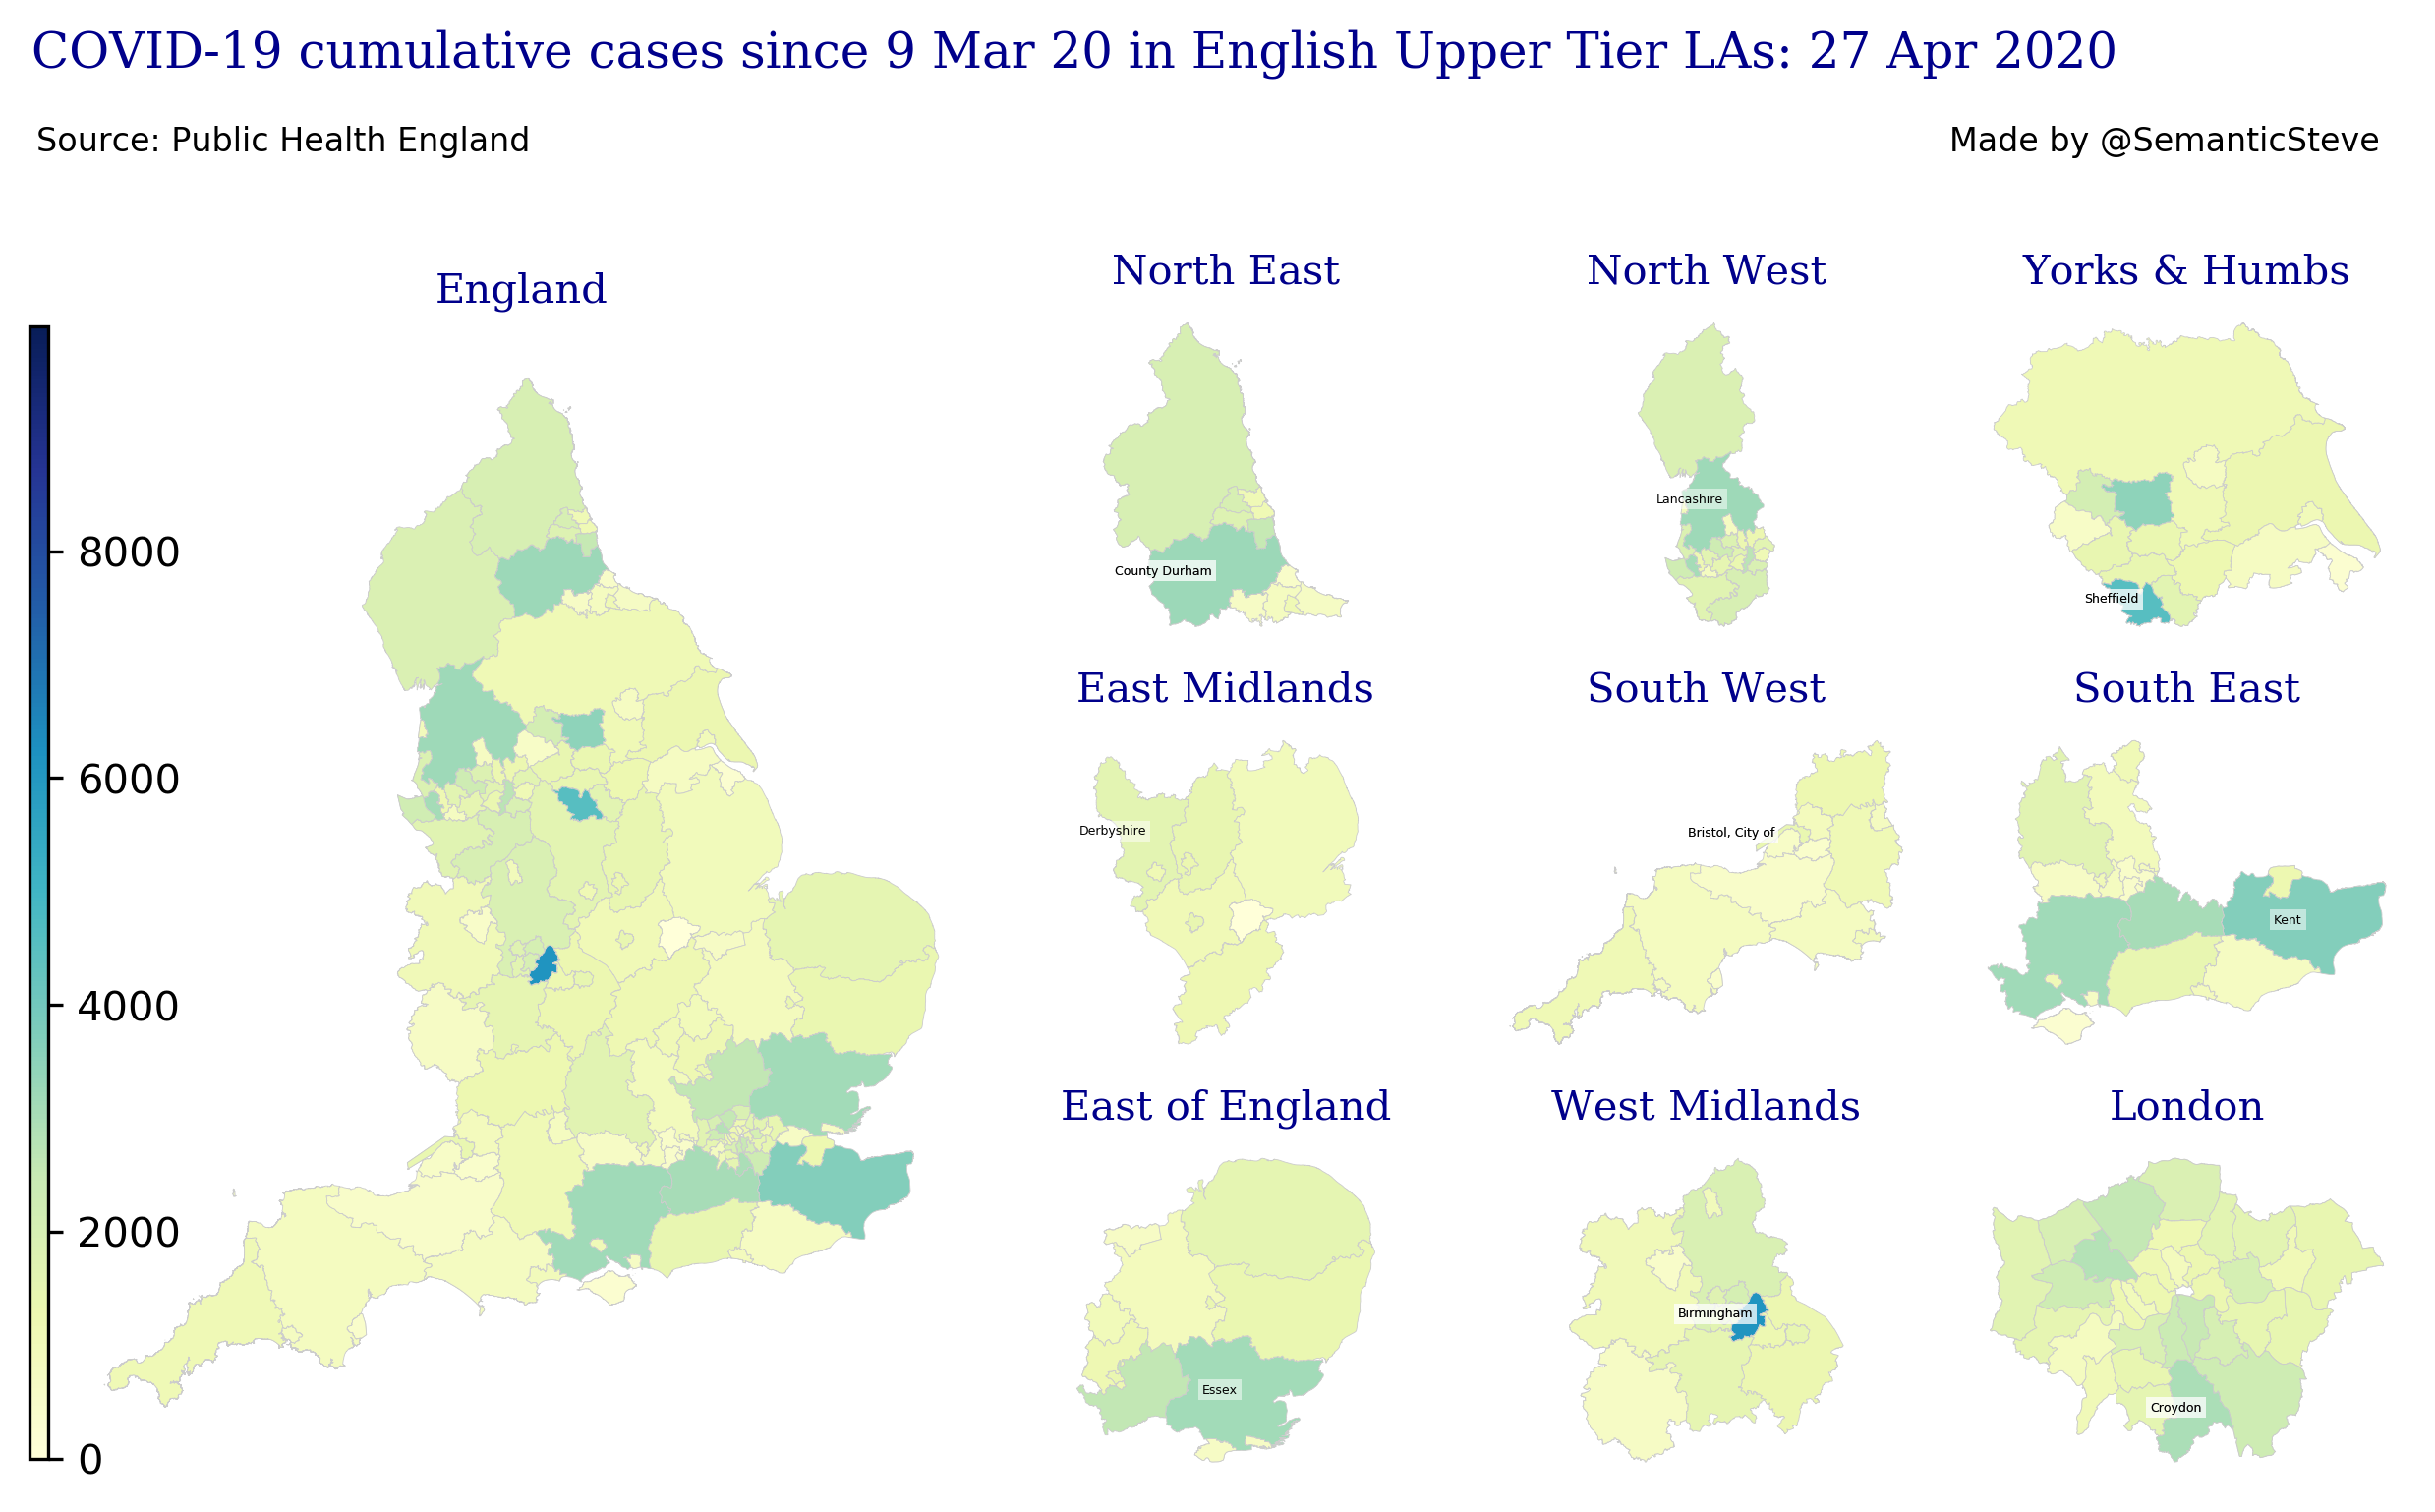 COVID-19 cumulative cases since 9 Mar 20 in English Upper Tier LAs: 27 Apr 2020
Source: Public Health England
Made by @SemanticSteve
England
8000
6000
4000
2000
0
North East
County Durham
North West
Lancashire
Yorks & Humbs
Sheffield
East Midlands
Derbyshire
South West
Bristol, City of
South East
Kent
East of England
Essex
West Midlands
Birmingham
London
Croydon